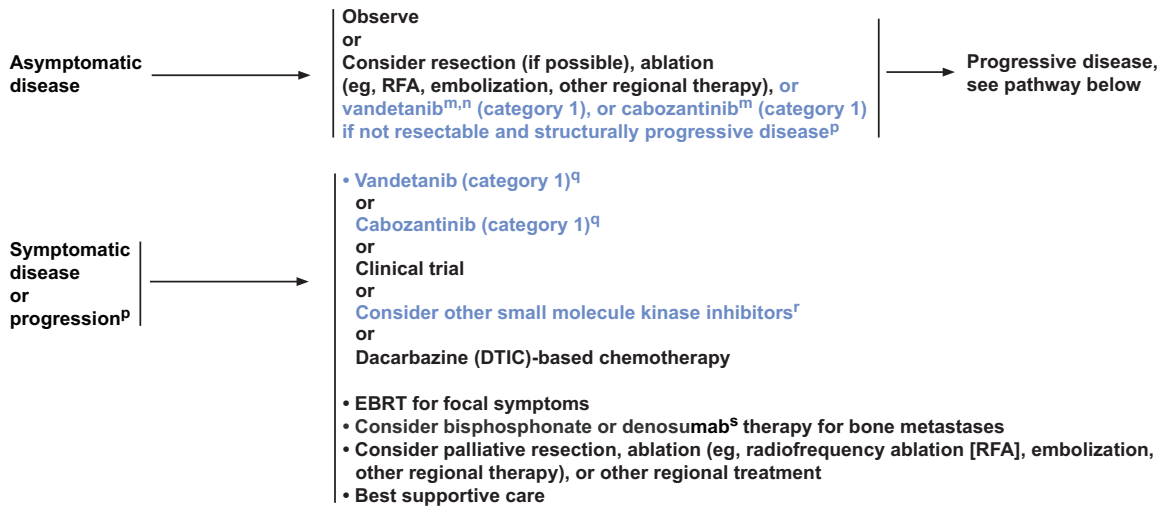 Asymptomatic
disease
Observe
or
Consider resection (if possible), ablation
(eg, RFA, embolization, other regional therapy), or
vandetanibm,n (category 1), or cabozantinibm (category 1)
if not resectable and structurally progressive diseasep
Progressive disease,
see pathway below
Symptomatic
disease
or
progressionp
• Vandetanib (category 1)q
or
Cabozantinib (category 1)q
or
Clinical trial
or
Consider other small molecule kinase inhibitorsr
or
Dacarbazine (DTIC)-based chemotherapy
• EBRT for focal symptoms
• Consider bisphosphonate or denosumabs therapy for bone metastases
• Consider palliative resection, ablation (eg, radiofrequency ablation [RFA], embolization,
other regional therapy), or other regional treatment
• Best supportive care